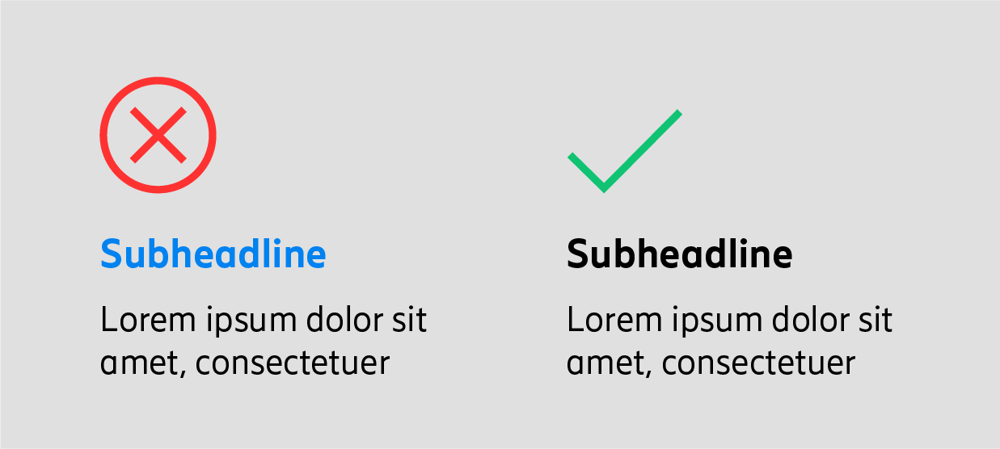 Subheadline
Lorem ipsum dolor sit
amet, consectetuer
Subheadline
Lorem ipsum dolor sit
amet, consectetuer